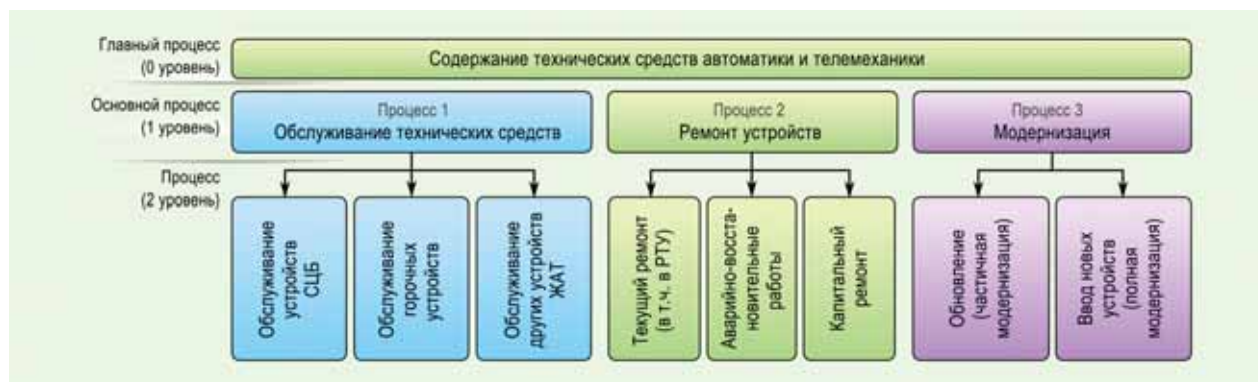 Главный процесс
(0 уровень)
Содержание технических средств автоматики и телемеханики
Основной процесс
(1 уровень)
Процесс 1
Обслуживание технических средств
Процесс 2
Ремонт устройств
Процесс 3
Модернизация
Процесс
(2 уровень)
Обслуживание
устройств
СЦБ
Обслуживание
горочных
устройств
Обслуживание
других устройств
ЖАТ
Текущий ремонт
(в т.ч. в РТУ)
Аварийно-восста-
новительные
работы
Капитальный
ремонт
Обновление
(частичная
модернизация)
Ввод новых
устройств
(полная
модернизация)